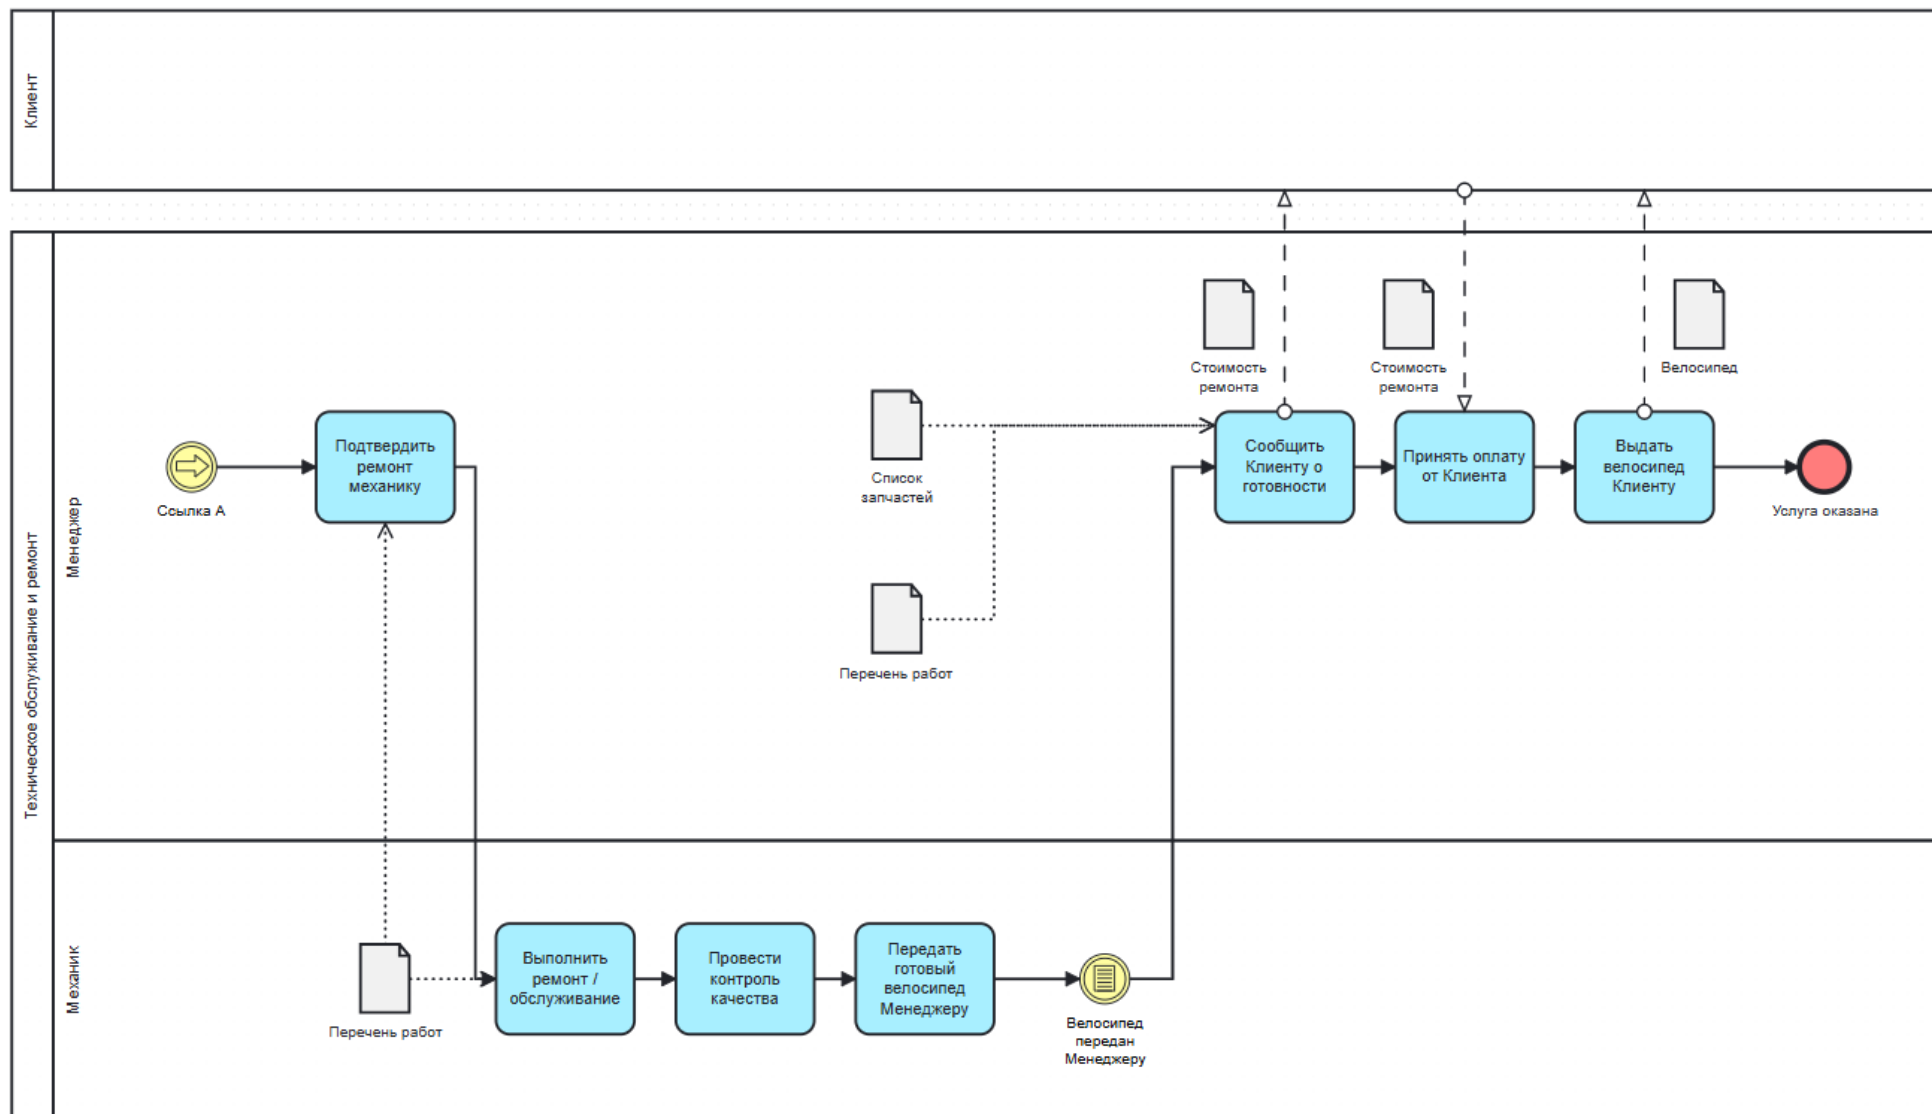 Клиент
Техническое обслуживание и ремонт
Менеджер
Ссылка А
Подтвердить
ремонт
механику
Список
запчастей
Перечень работ
Стоимость
ремонта
Стоимость
ремонта
Велосипед
Сообщить
Клиенту о
готовности
Принять оплату
от Клиента
Выдать
велосипед
Клиенту
Услуга оказана
Механик
Перечень работ
Выполнить
ремонт /
обслуживание
Провести
контроль
качества
Передать
готовый
велосипед
Менеджеру
Велосипед
передан
Менеджеру